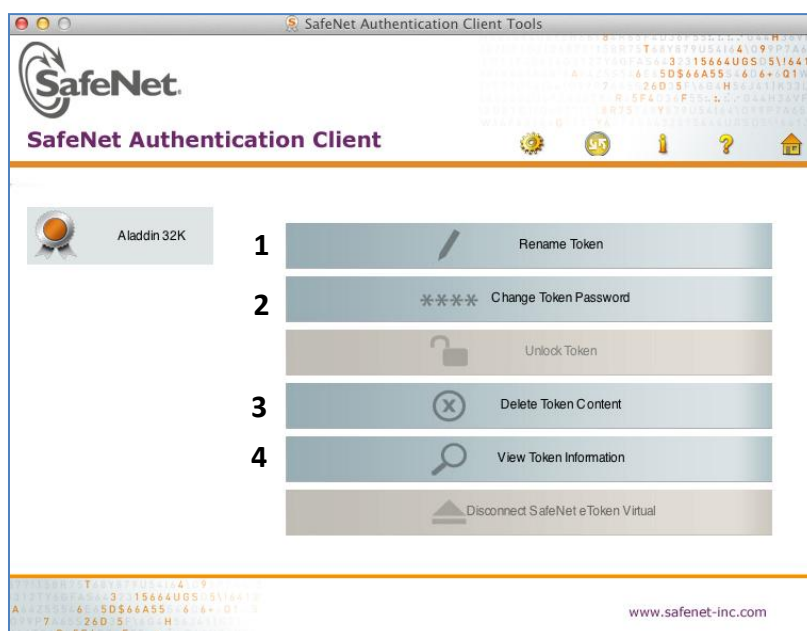 SafeNet Authentication Client Tools
SafeNet.
SafeNet Authentication Client
Aladdin 32K
1 Rename Token
2 **** Change Token Password
Unlock Token
3 Delete Token Content
4 View Token Information
Disconnect SafeNet eToken Virtual
www.safenet-inc.com